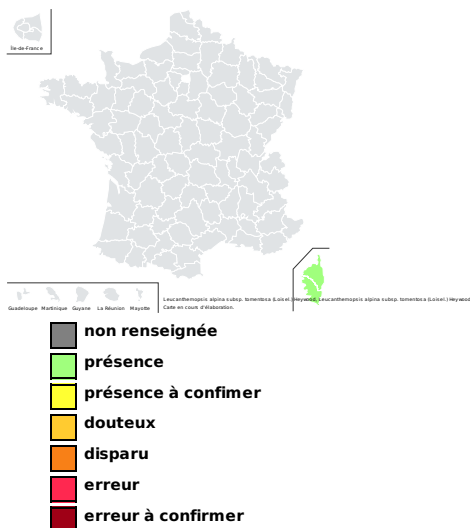 Île-de-France
Guadeloupe Martinique Guyane La Réunion Mayotte
Leucanthemopsis alpina subsp. tomentosa (Loisel.) Heywood, Leucanthemopsis alpina subsp. tomentosa (Loisel.) Heywood
Carte en cours d'élaboration.
non renseignée
présence
présence à confimer
douteux
disparu
erreur
erreur à confirmer